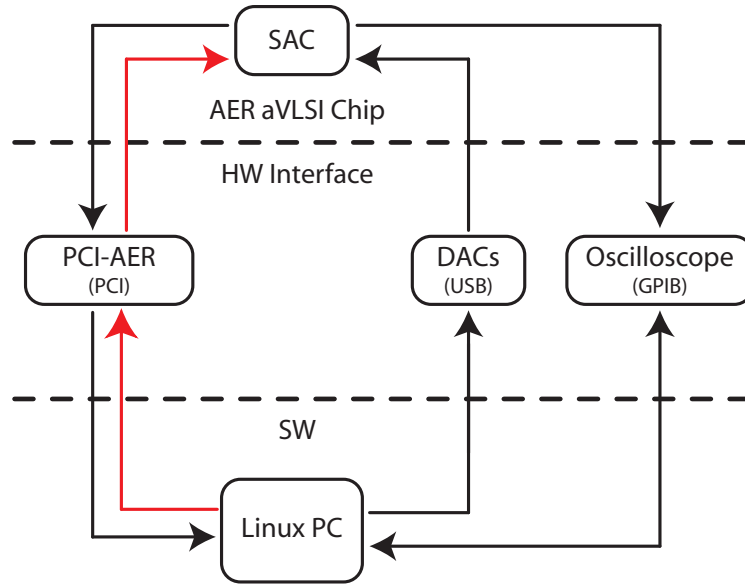 SAC
AER aVLSI Chip
HW Interface
PCI-AER
(PCI)
DACs
(USB)
Oscilloscope
(GPIB)
SW
Linux PC